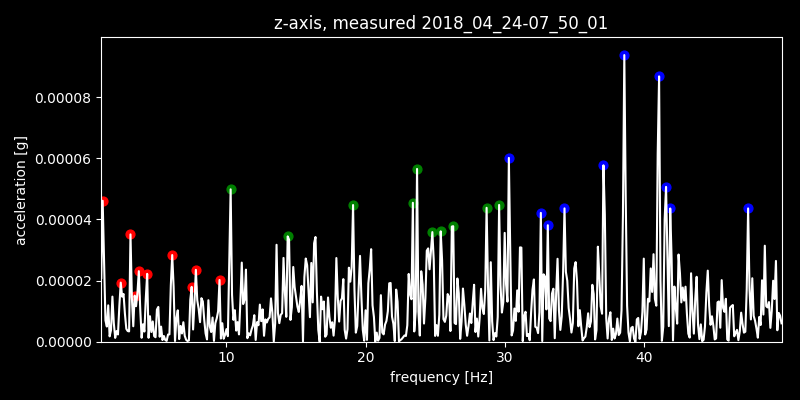 z-axis, measured 2018_04_24-07_50_01
acceleration [g]
0.00008
0.00006
0.00004
0.00002
0.00000
10 20 30 40
frequency [Hz]